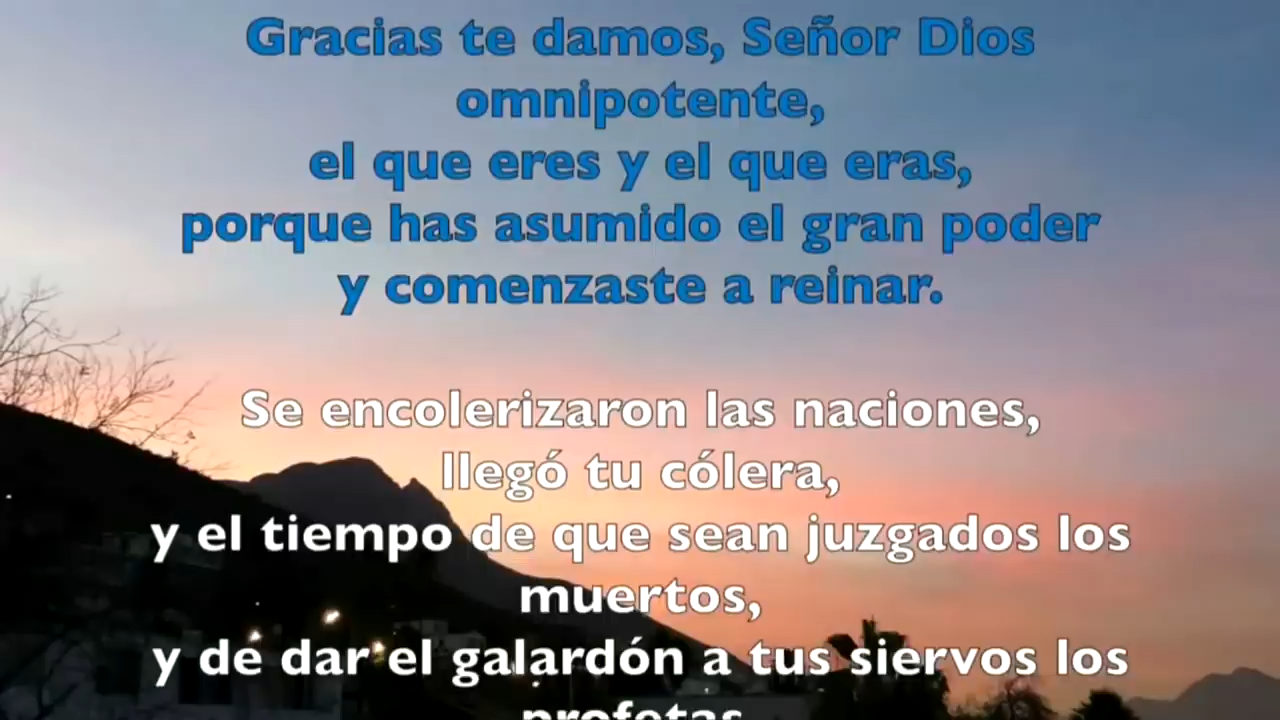 Gracias te damos, Señor Dios
omnipotente,
el que eres y el que eras,
porque has asumido el gran poder
y comenzaste a reinar.
Se encolerizaron las naciones,
llegó tu cólera,
y el tiempo de que sean juzgados los
muertos,
y de dar el galardón a tus siervos los
profetas